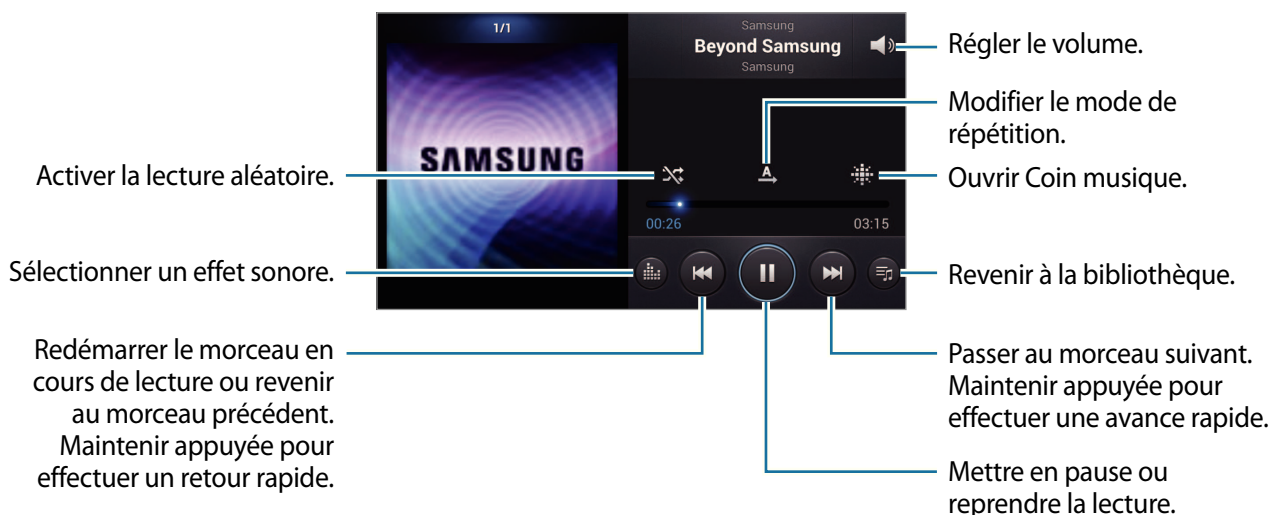 1/1
Samsung
Beyond Samsung
Samsung
SAMSUNG
A
00:26
03:15
Activer la lecture aléatoire.
Sélectionner un effet sonore.
Redémarrer le morceau en
cours de lecture ou revenir
au morceau précédent.
Maintenir appuyée pour
effectuer un retour rapide.
Régler le volume.
Modifier le mode de
répétition.
Ouvrir Coin musique.
Revenir à la bibliothèque.
Passer au morceau suivant.
Maintenir appuyée pour
effectuer une avance rapide.
Mettre en pause ou
reprendre la lecture.